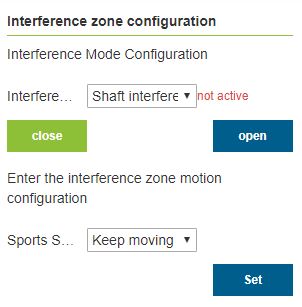 Interference zone configuration
Interference Mode Configuration
Interfere... Shaft interfere not active
close open
Enter the interference zone motion
configuration
Sports S... Keep moving
Set